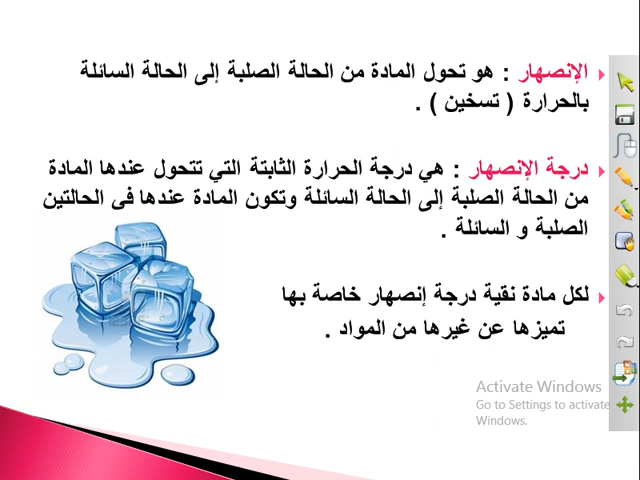 الإنصهار : هو تحول المادة من الحالة الصلبة إلى الحالة السائلة
بالحرارة ( تسخين ) .
درجة الإنصهار : هي درجة الحرارة الثابتة التي تتحول عندها المادة
من الحالة الصلبة إلى الحالة السائلة وتكون المادة عندها فى الحالتين
الصلبة و السائلة .
لكل مادة نقية درجة إنصهار خاصة بها
تميزها عن غيرها من المواد .
Activate Windows
Go to Settings to activate
Windows.